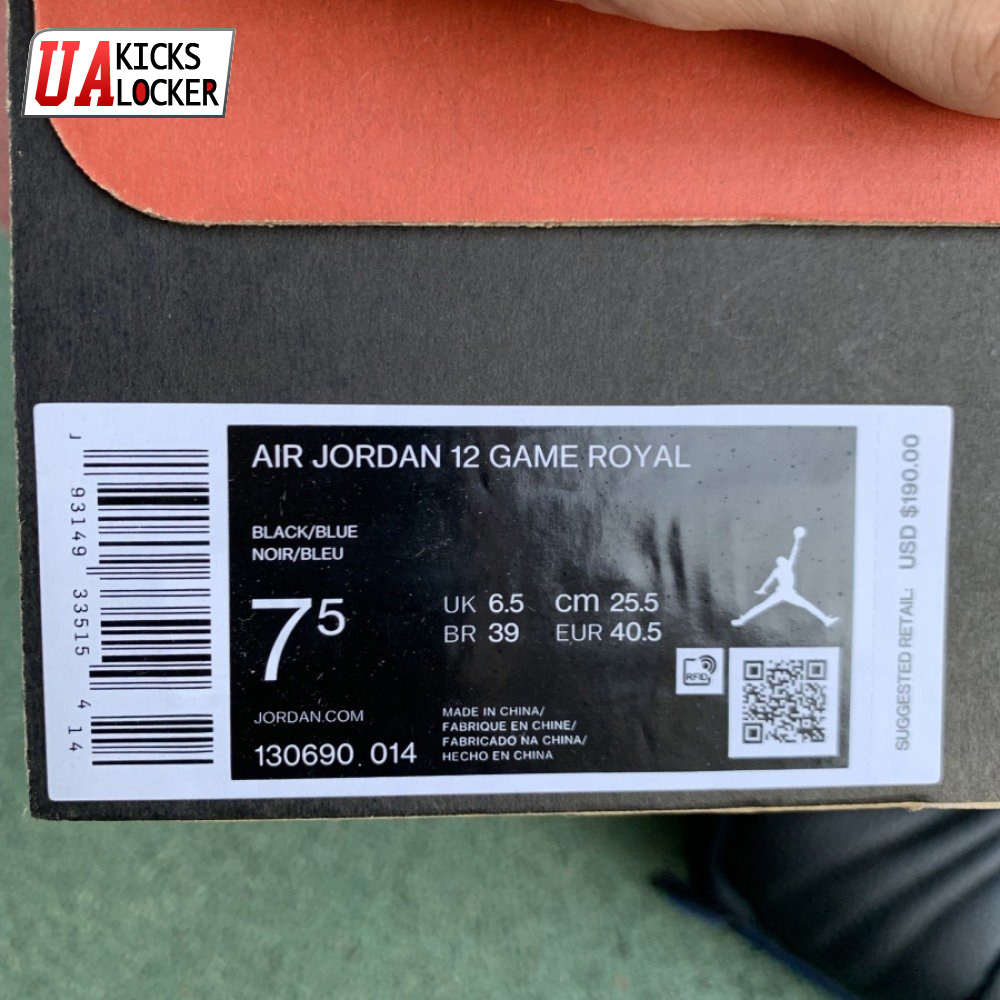 UA KICKS
LOCKER
AIR JORDAN 12 GAME ROYAL
BLACK/BLUE
NOIR/BLEU
7⁵
UK 6.5 cm 25.5
BR 39 EUR 40.5
RFID
JORDAN.COM
130690 014
MADE IN CHINA/
FABRIQUE EN CHINE/
FABRICADO NA CHINA/
HECHO EN CHINA
J
93149 33515 4 14
SUGGESTED RETAIL: USD $190.00